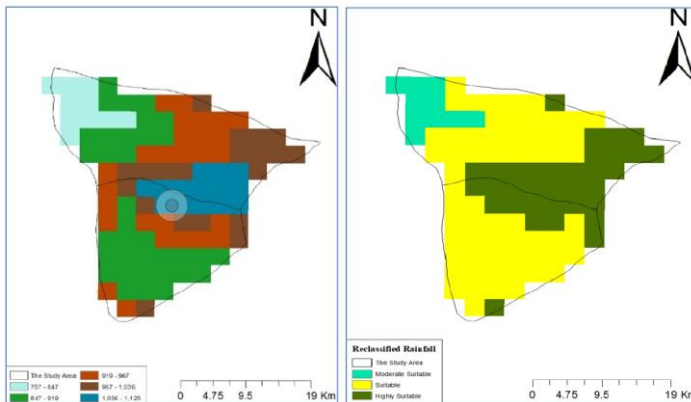 N
The Study Area
757 - 847
847 - 919
919 - 967
967 - 1,036
1,036 - 1,125
0 4.75 9.5 19 Km
N
Reclassified Rainfall
The Study Area
Moderate Suitable
Suitable
Highly Suitable
0 4.75 9.5 19 Km